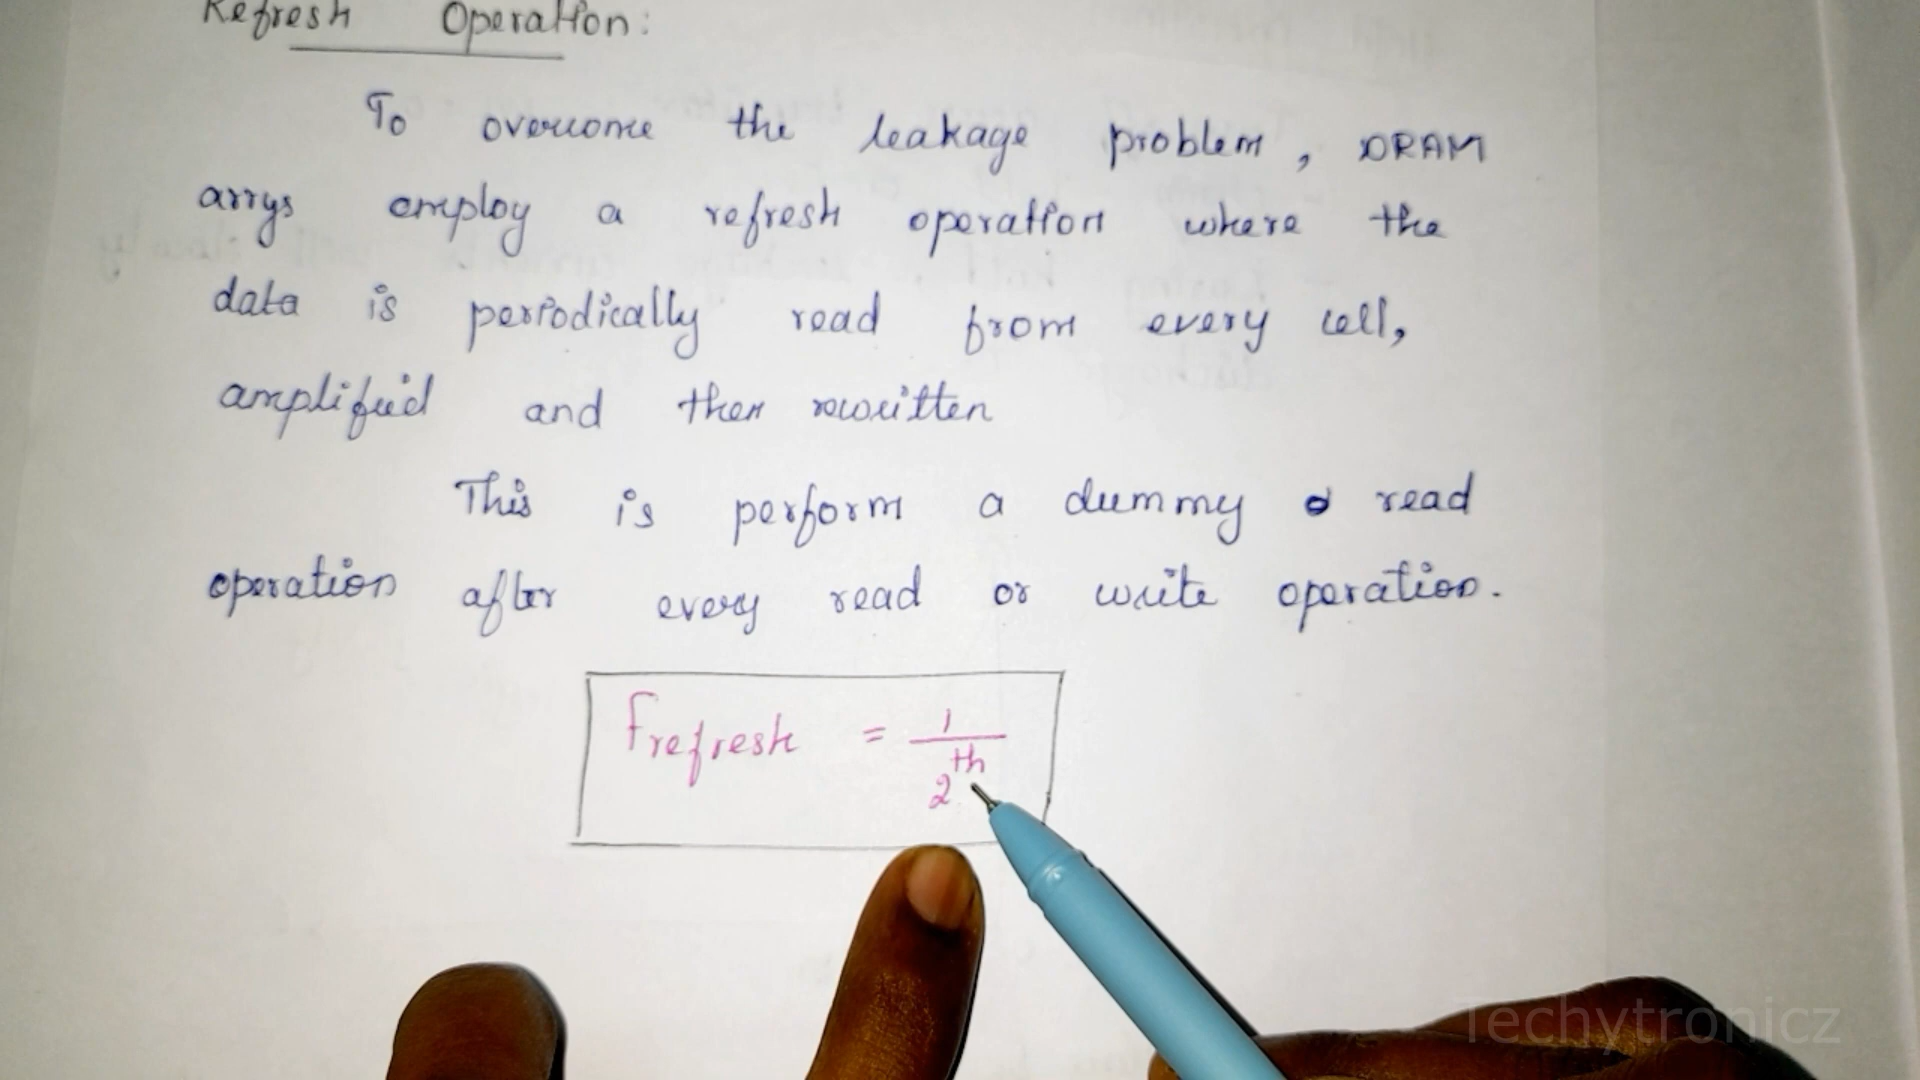 Refresh Operation:
To overcome the leakage problem, DRAM
arrys employ a refresh operation where the
data is periodically read from every cell,
amplified and then rewritten
This is perform a dummy read
operation after every read or write operation.
Frefresh = 1/2^th
Techytronicz